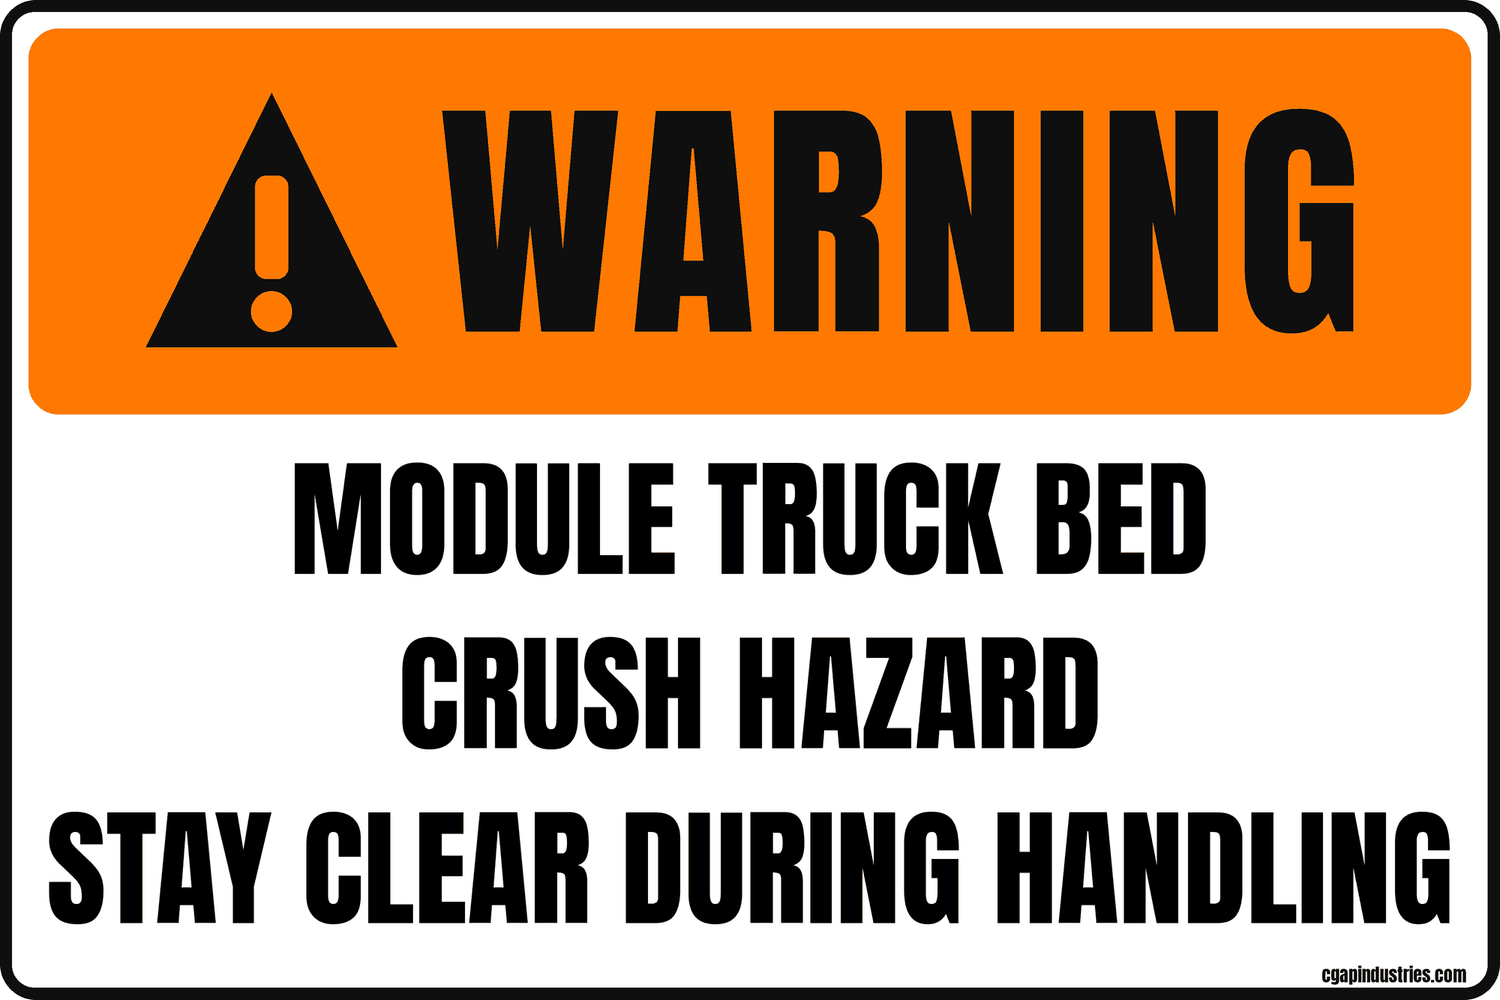 WARNING
MODULE TRUCK BED
CRUSH HAZARD
STAY CLEAR DURING HANDLING
cgapindustries.com